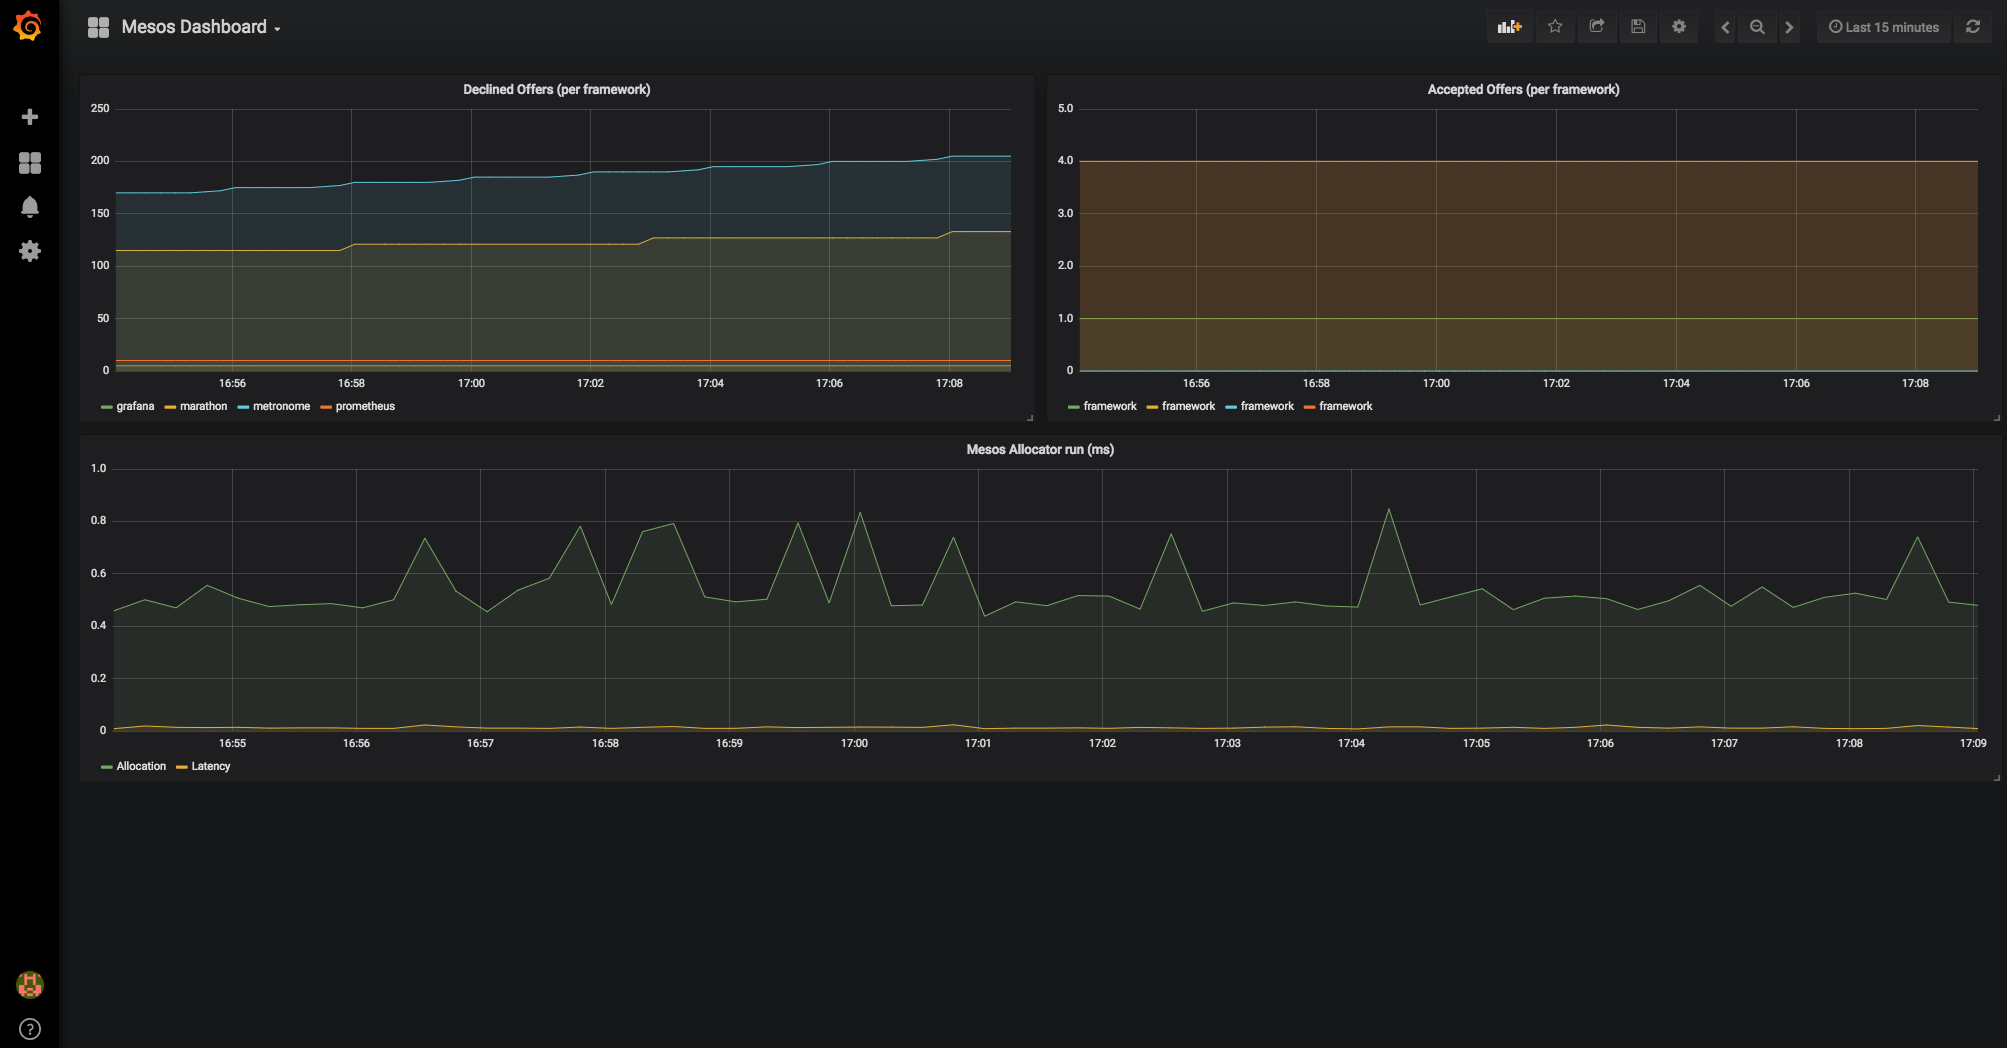 Mesos Dashboard
Last 15 minutes
Declined Offers (per framework)
250
200
150
100
50
0
16:56 16:58 17:00 17:02 17:04 17:06 17:08
grafana marathon metronome prometheus
Accepted Offers (per framework)
5.0
4.0
3.0
2.0
1.0
0
16:56 16:58 17:00 17:02 17:04 17:06 17:08
framework framework framework framework
Mesos Allocator run (ms)
1.0
0.8
0.6
0.4
0.2
0
16:55 16:56 16:57 16:58 16:59 17:00 17:01 17:02 17:03 17:04 17:05 17:06 17:07 17:08 17:09
Allocation Latency
?